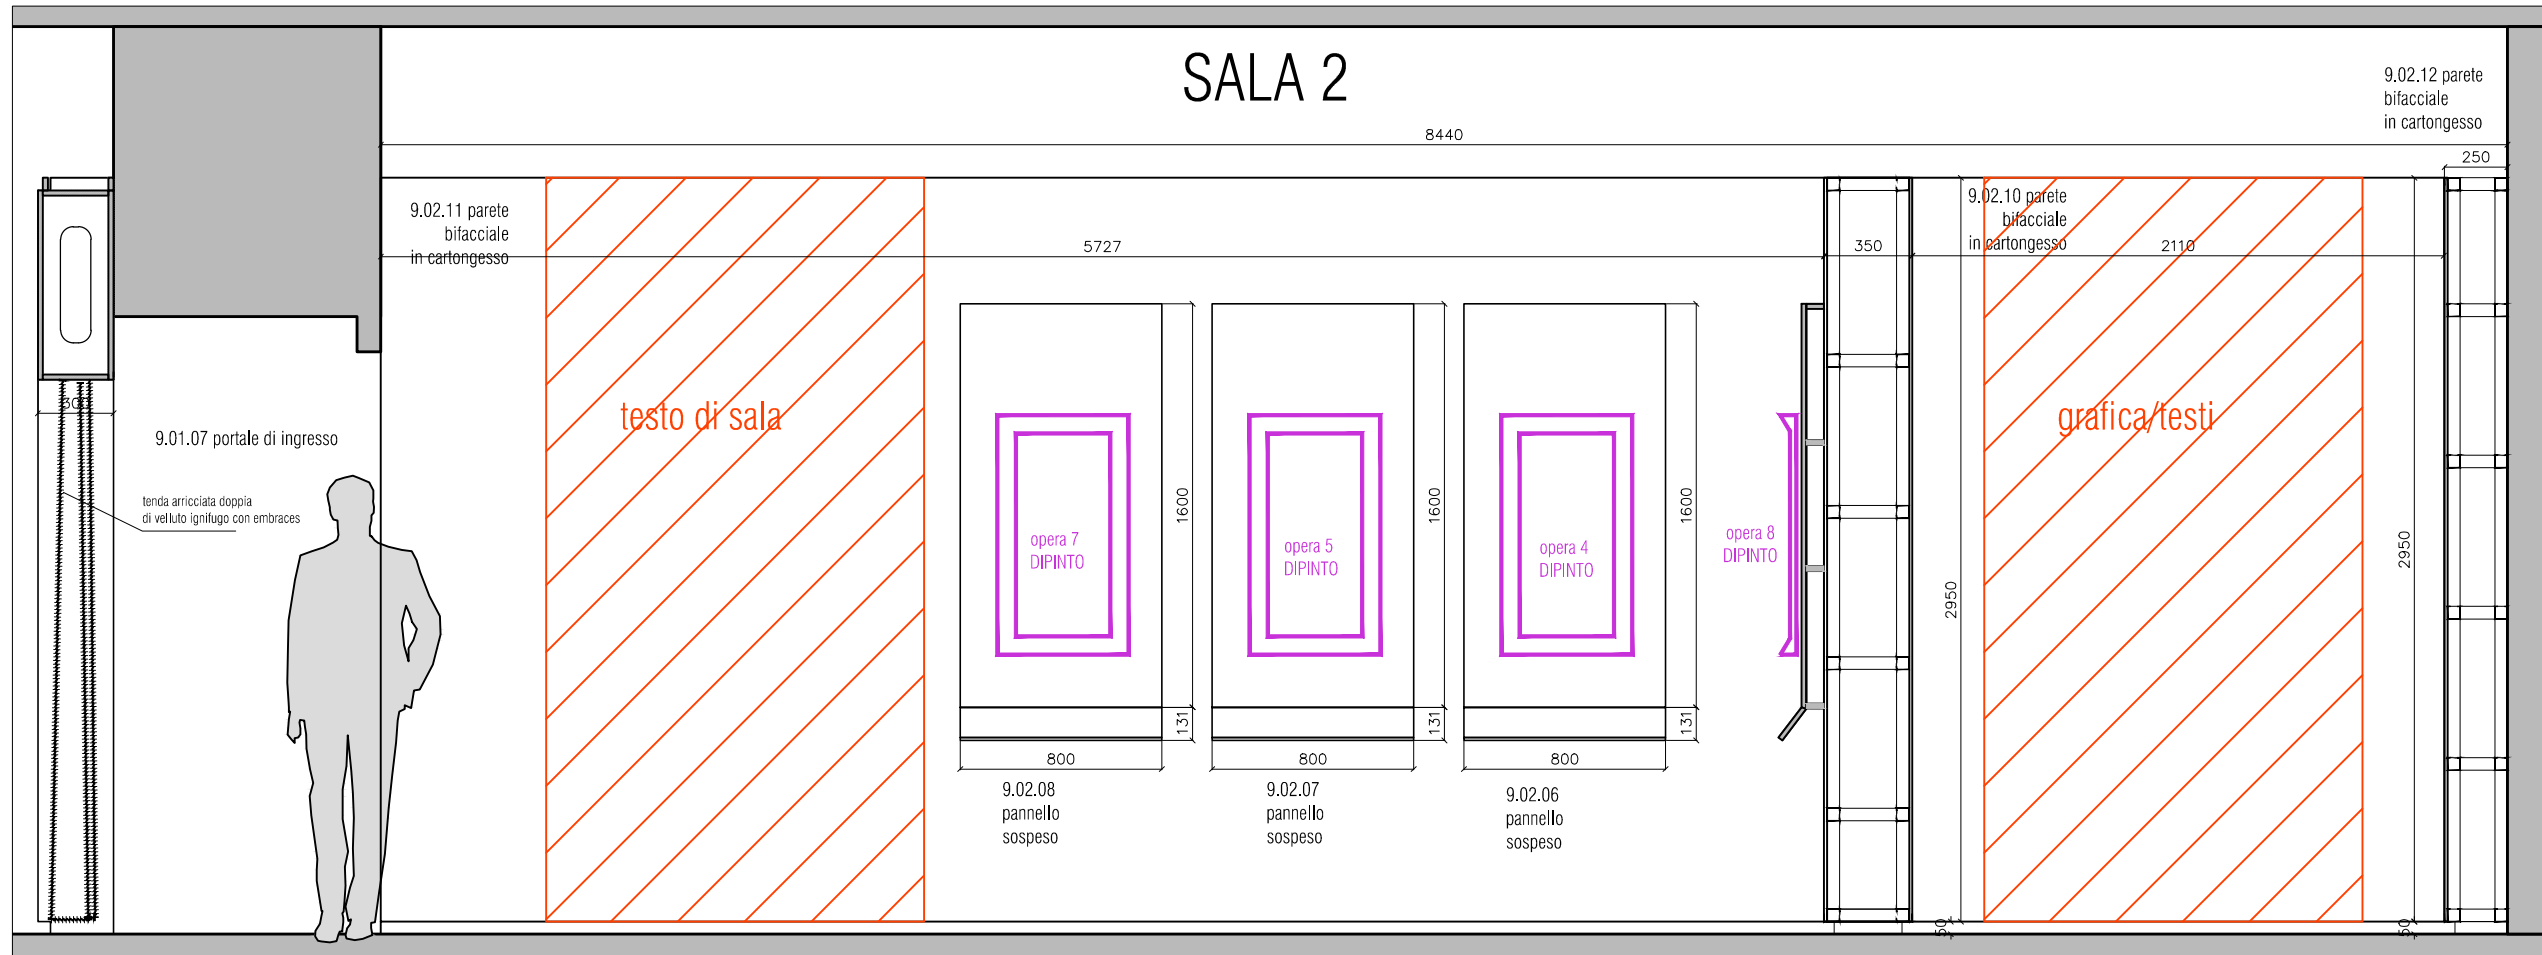 SALA 2
9.02.12 parete
bifacciale
in cartongesso
8440
250
9.02.11 parete
bifacciale
in cartongesso
9.02.10 parete
bifacciale
in cartongesso
5727
350
2110
300
9.01.07 portale di ingresso
tenda arricciata doppia
di velluto ignifugo con embraces
testo di sala
grafica/testi
opera 7
DIPINTO
opera 5
DIPINTO
opera 4
DIPINTO
opera 8
DIPINTO
1600
1600
1600
2950
2950
131
131
131
800
800
800
9.02.08
pannello
sospeso
9.02.07
pannello
sospeso
9.02.06
pannello
sospeso
50
50